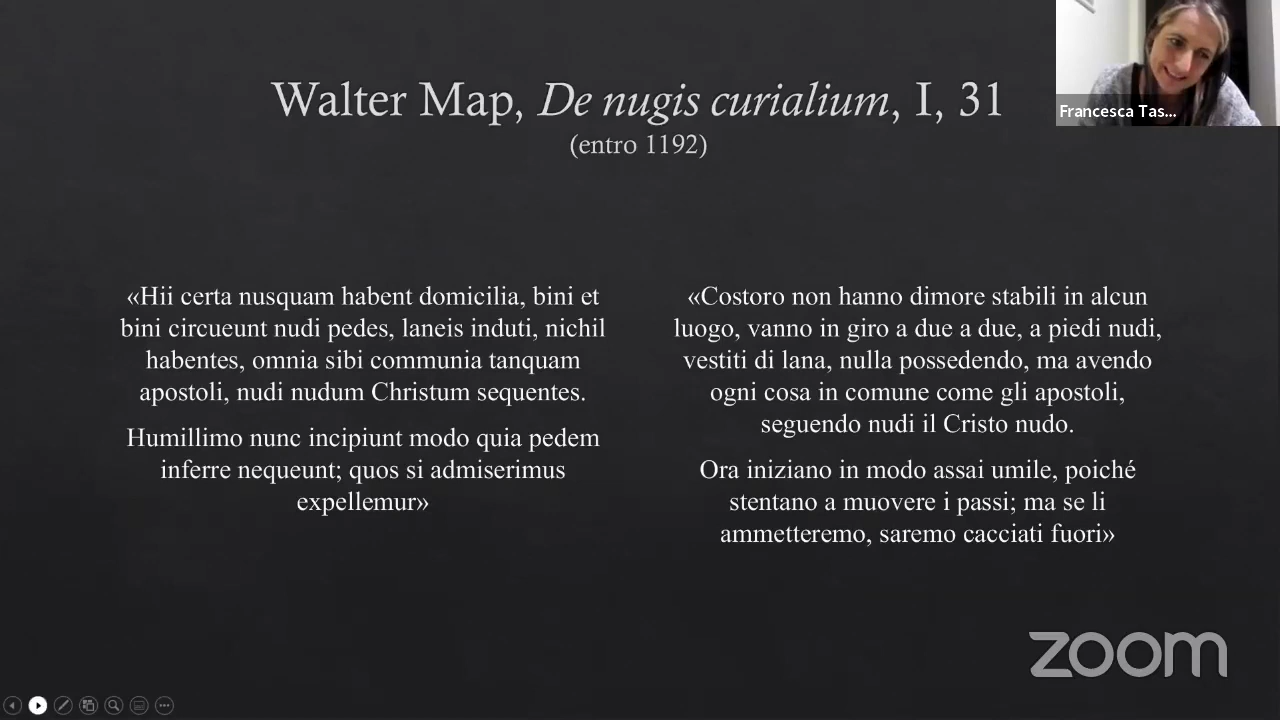 Walter Map, De nugis curialium, I, 31
(entro 1192)
Francesca Tas...
«Hii certa nusquam habent domicilia, bini et
bini circueunt nudi pedes, laneis induti, nichil
habentes, omnia sibi communia tanquam
apostoli, nudi nudum Christum sequentes.
Humillimo nunc incipiunt modo quia pedem
inferre nequeunt; quos si admiserimus
expellemur»
«Costoro non hanno dimore stabili in alcun
luogo, vanno in giro a due a due, a piedi nudi,
vestiti di lana, nulla possedendo, ma avendo
ogni cosa in comune come gli apostoli,
seguendo nudi il Cristo nudo.
Ora iniziano in modo assai umile, poiché
stentano a muovere i passi; ma se li
ammetteremo, saremo cacciati fuori»
zoom